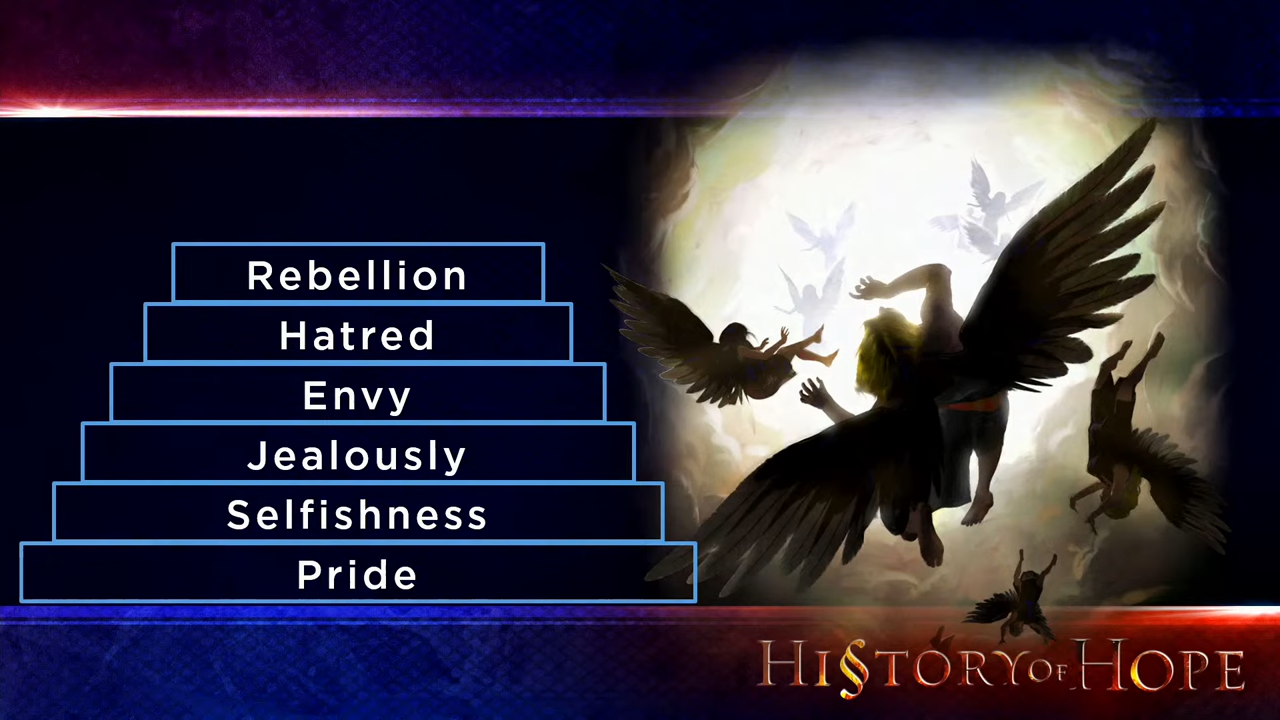 Rebellion
Hatred
Envy
Jealously
Selfishness
Pride
HISTORY OF HOPE